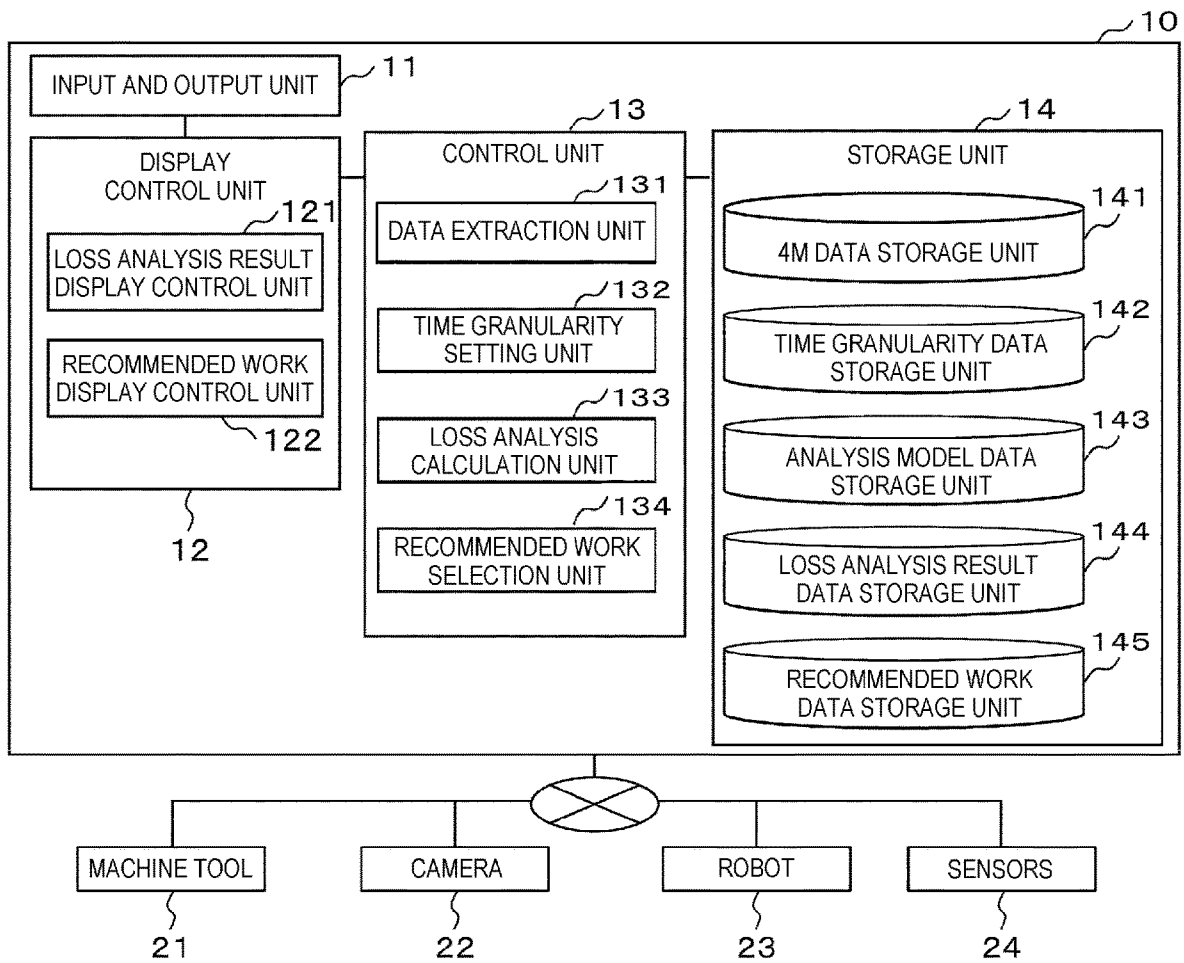 10
INPUT AND OUTPUT UNIT
11
DISPLAY
CONTROL UNIT
121
LOSS ANALYSIS RESULT
DISPLAY CONTROL UNIT
RECOMMENDED WORK
DISPLAY CONTROL UNIT
122
12
13
CONTROL UNIT
131
DATA EXTRACTION UNIT
132
TIME GRANULARITY
SETTING UNIT
133
LOSS ANALYSIS
CALCULATION UNIT
134
RECOMMENDED WORK
SELECTION UNIT
14
STORAGE UNIT
141
4M DATA STORAGE UNIT
142
TIME GRANULARITY DATA
STORAGE UNIT
143
ANALYSIS MODEL DATA
STORAGE UNIT
144
LOSS ANALYSIS RESULT
DATA STORAGE UNIT
145
RECOMMENDED WORK
DATA STORAGE UNIT
MACHINE TOOL
21
CAMERA
22
ROBOT
23
SENSORS
24